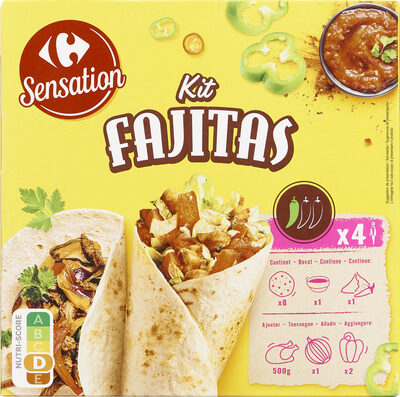 Sensation
Kit
FAJITAS
x4
Contient - Bevat - Contiene - Contiene:
x8 x1 x1
Ajouter - Toevoegen - Añadir - Aggiungere:
500g x1 x2
NUTRI-SCORE
A
B
C
D
E